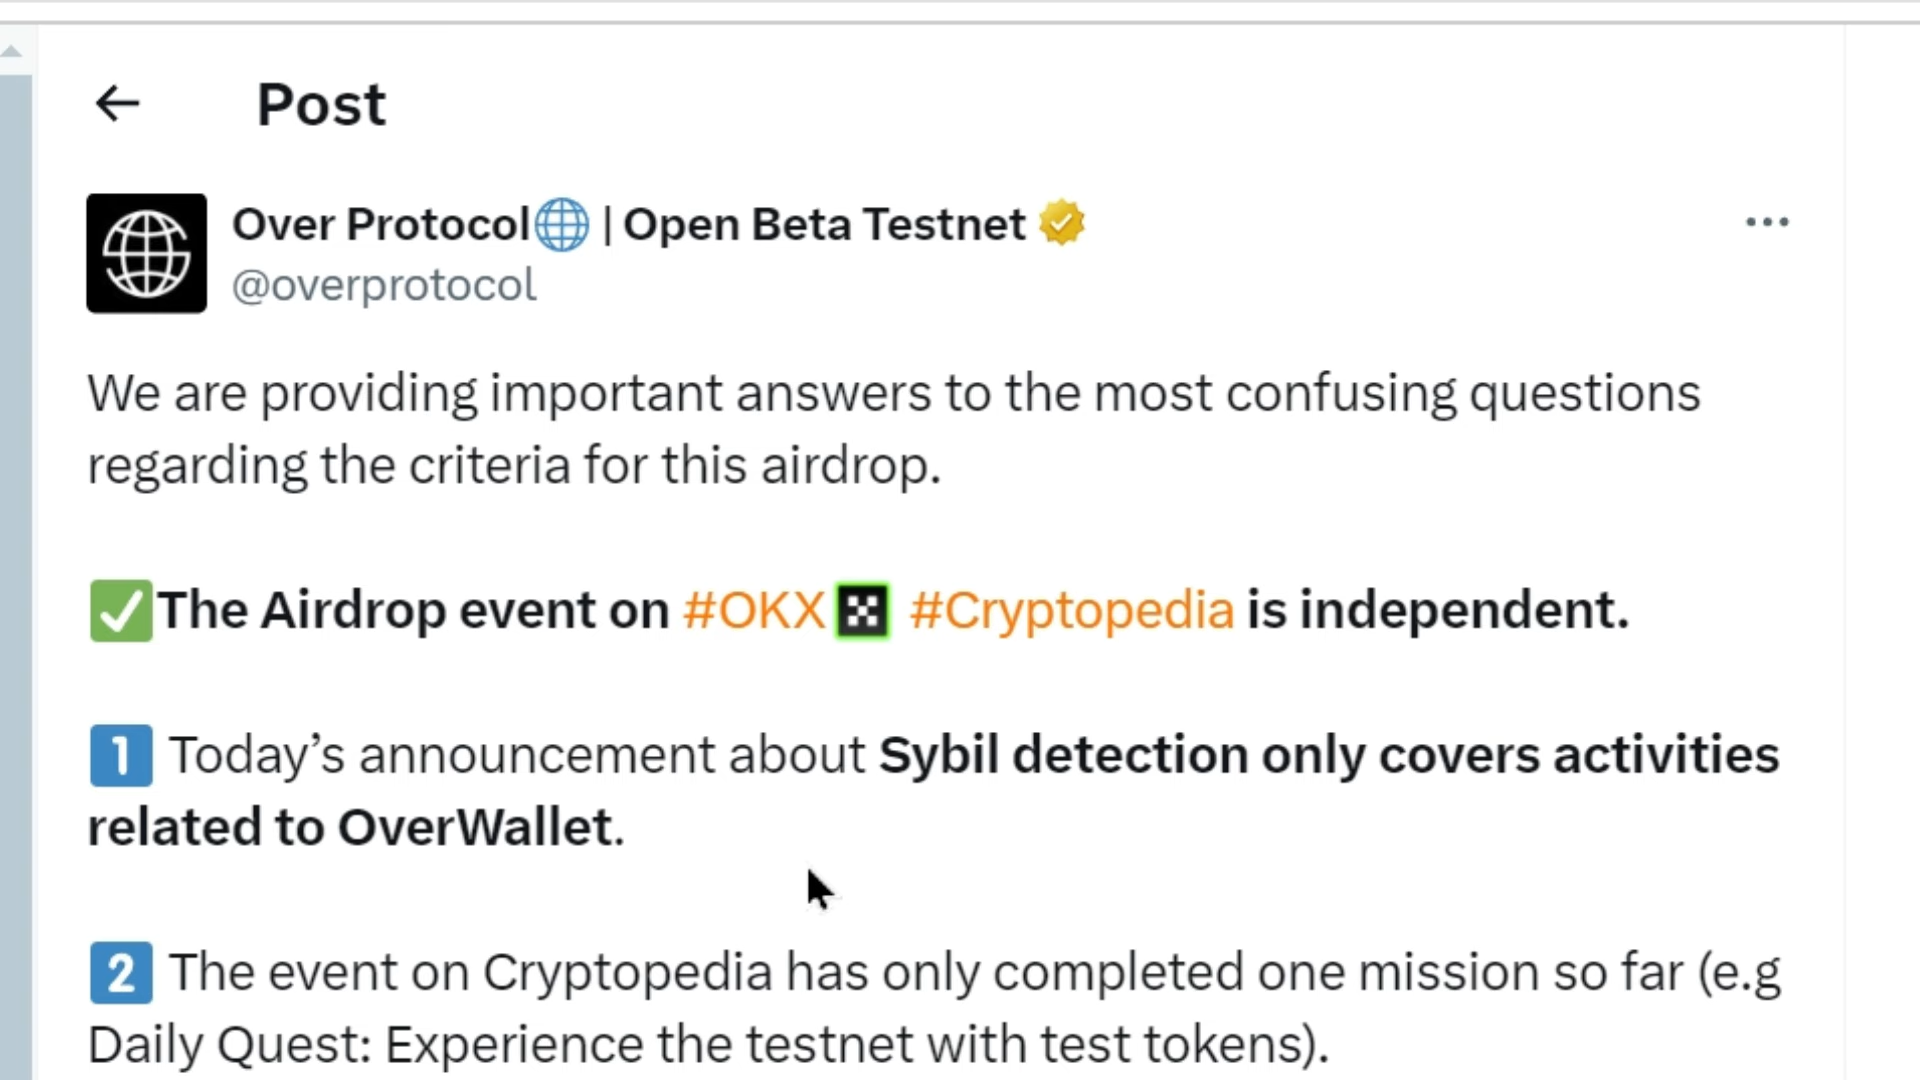 Post
Over Protocol🌐 | Open Beta Testnet
@overprotocol
We are providing important answers to the most confusing questions
regarding the criteria for this airdrop.
✅The Airdrop event on #OKX #Cryptopedia is independent.
1️⃣ Today’s announcement about Sybil detection only covers activities
related to OverWallet.
2️⃣ The event on Cryptopedia has only completed one mission so far (e.g
Daily Quest: Experience the testnet with test tokens).